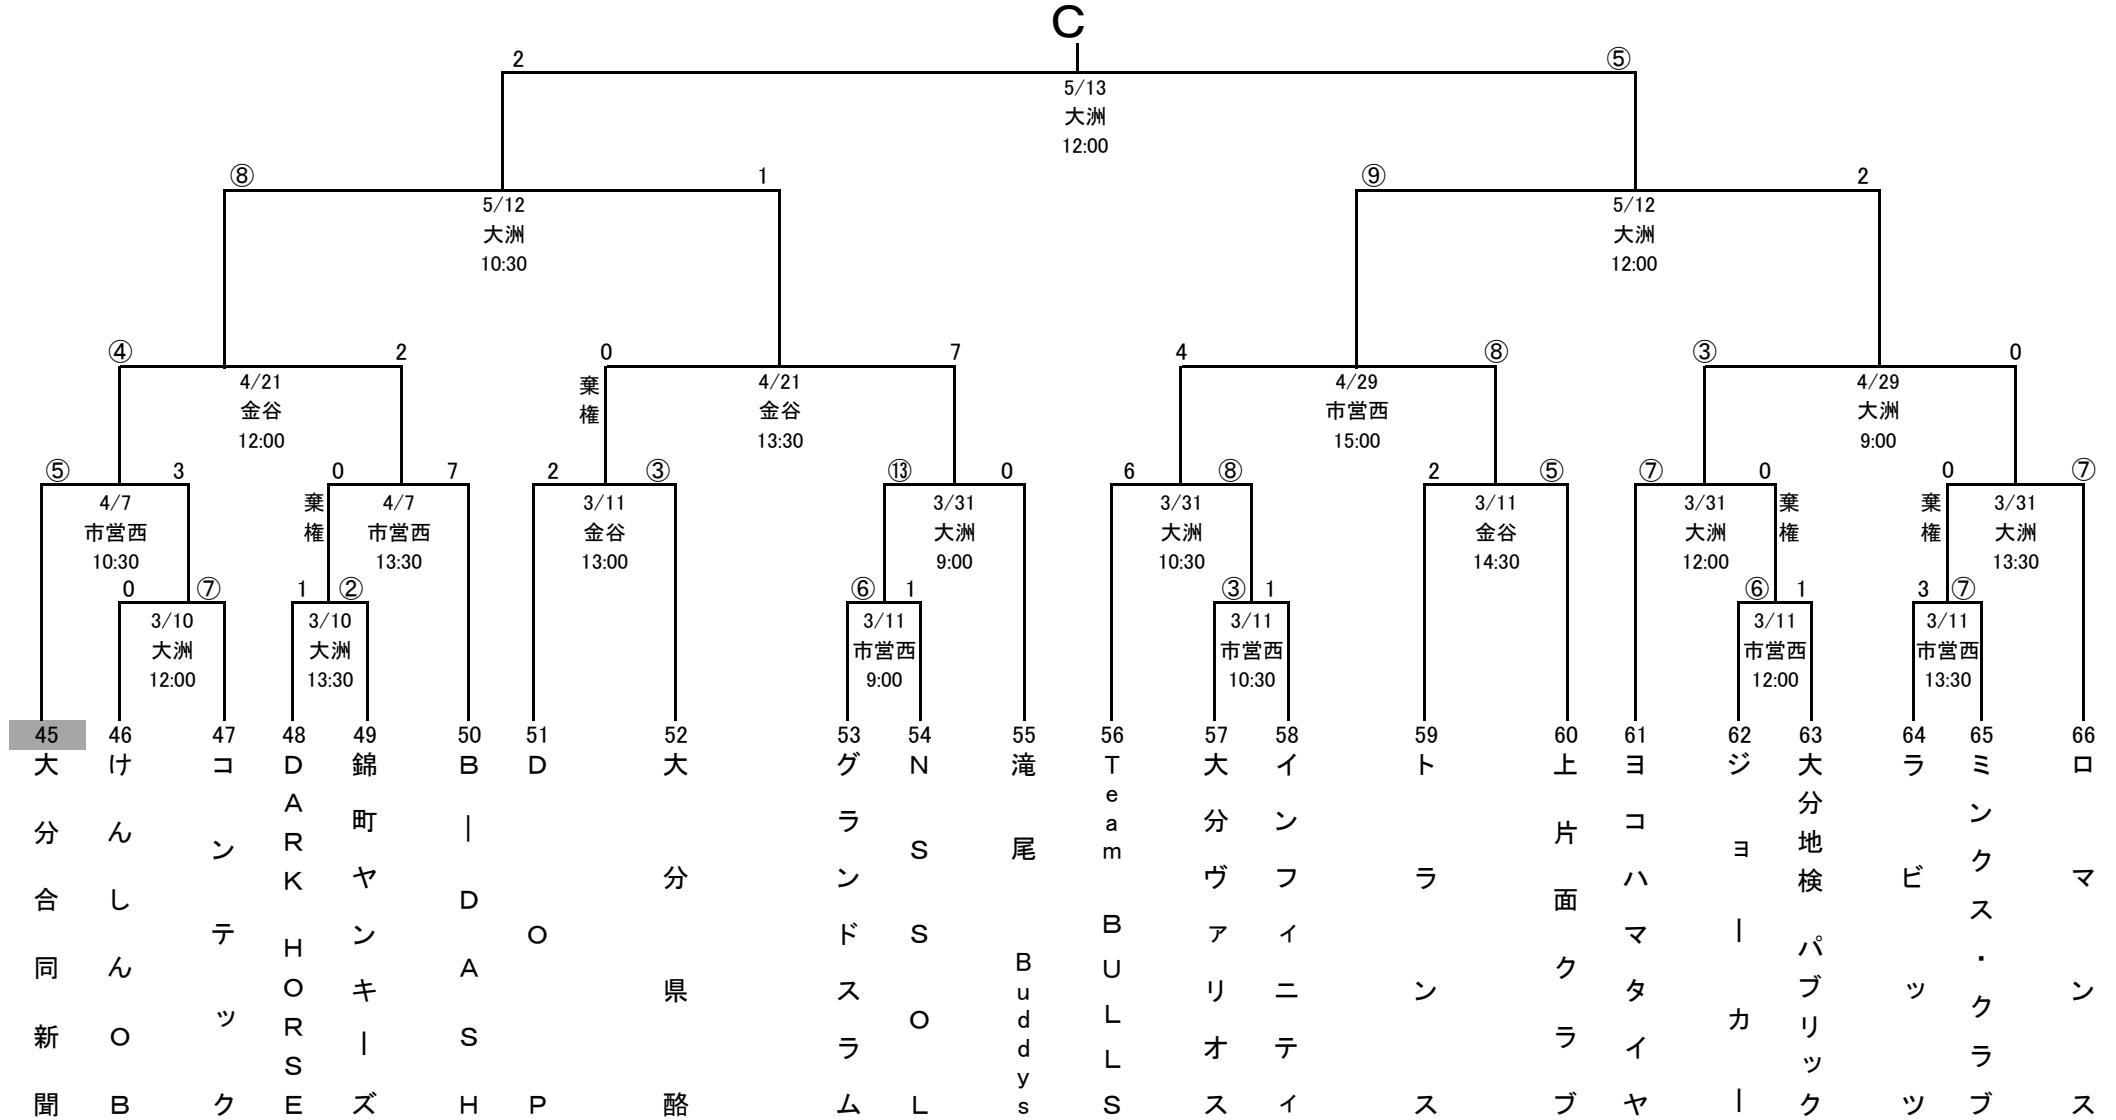 C
2 ⑤
5/13
大洲
12:00
⑧ 1 ⑨ 2
5/12 5/12
大洲 大洲
10:30 12:00
④ 2 0 7 4 ⑧ ③ 0
棄権
4/21 4/21 4/29 4/29
金谷 金谷 市営西 大洲
12:00 13:30 15:00 9:00
⑤ 3 0 7 2 ③ ⑬ 0 6 ⑧ 2 ⑤ ⑦ 0 0 ⑦
棄権 棄権 棄権
4/7 4/7 3/11 3/31 3/31 3/11 3/31 3/31
市営西 市営西 金谷 大洲 大洲 金谷 大洲 大洲
10:30 13:30 13:00 9:00 10:30 14:30 12:00 13:30
0 ⑦ 1 ② ⑥ 1 ③ 1 ⑥ 1 3 ⑦
3/10 3/10 3/11 3/11 3/11 3/11
大洲 大洲 市営西 市営西 市営西 市営西
12:00 13:30 9:00 10:30 12:00 13:30
45 46 47 48 49 50 51 52 53 54 55 56 57 58 59 60 61 62 63 64 65 66
大分合同新聞
けんしんOB
コンテック
DARK HORSE
錦町ヤンキーズ
B-DASH
DOP
大分県酪
グランドスラム
NSSOL
滝尾 Buddys
Team BULLS
大分ヴァリオス
インフィニティ
トランス
上片面クラブ
ヨコハマタイヤ
ジョーカー
大分地検 パブリック
ラビッツ
ミンクス・クラブ
ロマンス